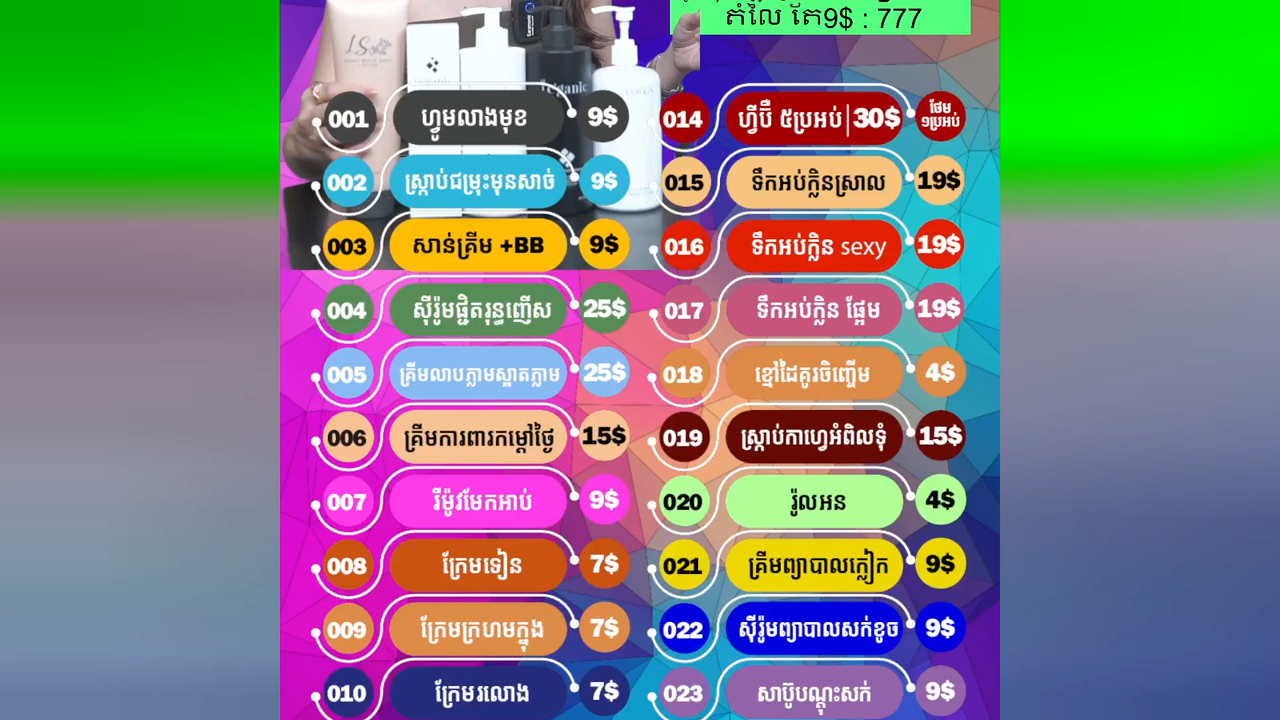 តំលៃ តែ9$ : 777
001 ហ្វូមលាងមុខ 9$
002 ស្ក្រាប់ជម្រុះមុនសាច់ 9$
003 សាន់គ្រីម +BB 9$
004 ស៊ីរ៉ូមផ្ជិតរុន្ធញើស 25$
005 គ្រីមលាបភ្លាមស្អាតភ្លាម 25$
006 គ្រីមការពារកម្ដៅថ្ងៃ 15$
007 រីម៉ូវមែកអាប់ 9$
008 ក្រែមទៀន 7$
009 ក្រែមក្រហមក្នុង 7$
010 ក្រែមរលោង 7$
014 ហ្វីប៊ឺ ៥ប្រអប់|30$ ថែម ១ប្រអប់
015 ទឹកអប់ក្លិនស្រាល 19$
016 ទឹកអប់ក្លិន sexy 19$
017 ទឹកអប់ក្លិន ផ្អែម 19$
018 ខ្មៅដៃគូរចិញ្ចើម 4$
019 ស្ក្រាប់កាហ្វេអំពិលទុំ 15$
020 រ៉ូលអន 4$
021 គ្រីមព្យាបាលក្លៀក 9$
022 ស៊ីរ៉ូមព្យាបាលសក់ខូច 9$
023 សាប៊ូបណ្ដុះសក់ 9$